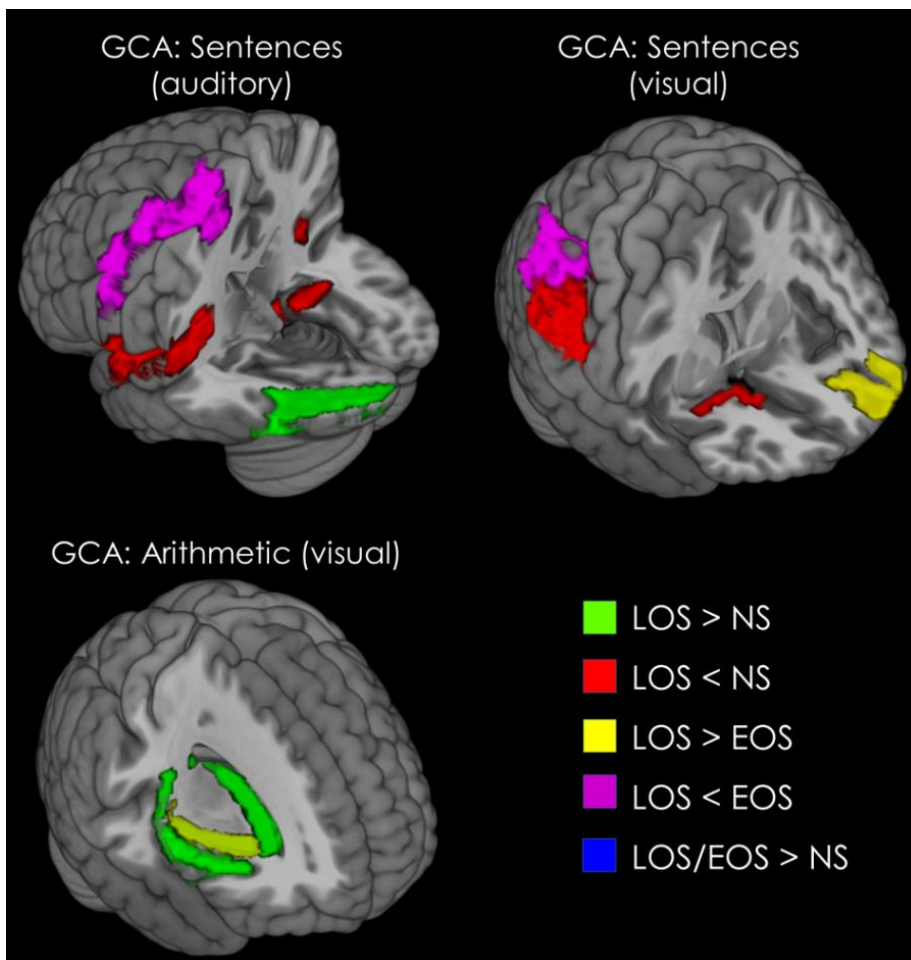 GCA: Sentences
(auditory)
GCA: Sentences
(visual)
GCA: Arithmetic (visual)
LOS > NS
LOS < NS
LOS > EOS
LOS < EOS
LOS/EOS > NS